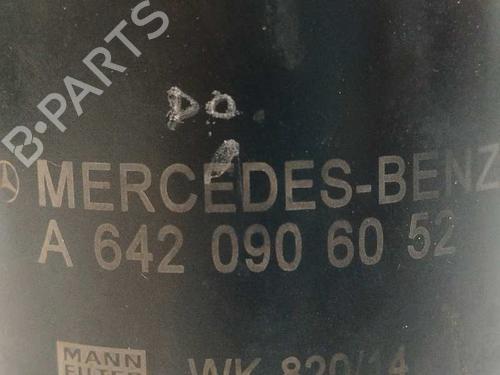 B-PARTS
DO
MERCEDES-BENZ
A 642 090 60 52
MANN
FILTER
WK 820/14